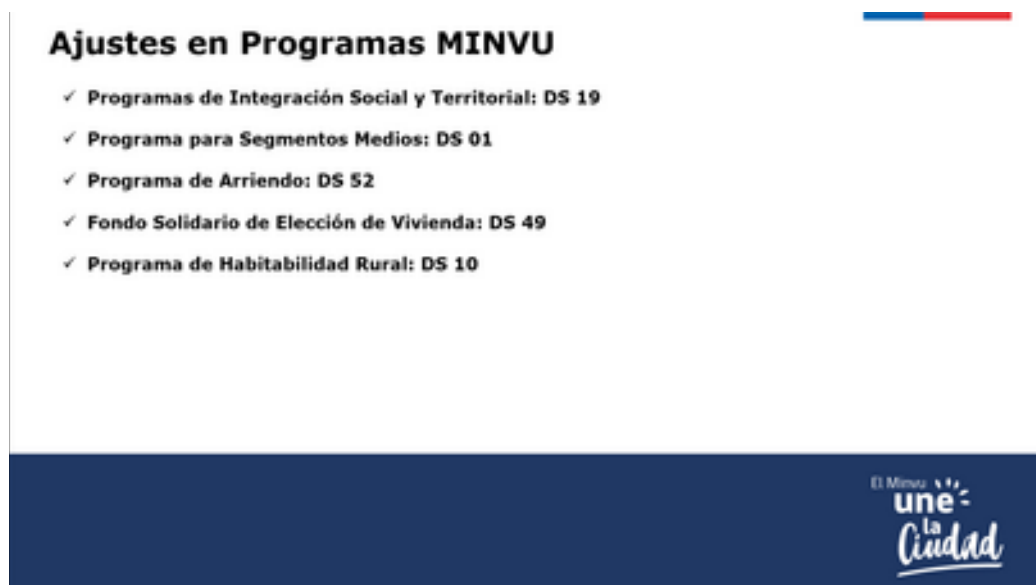 Ajustes en Programas MINVU
✓ Programas de Integración Social y Territorial: DS 19
✓ Programa para Segmentos Medios: DS 01
✓ Programa de Arriendo: DS 52
✓ Fondo Solidario de Elección de Vivienda: DS 49
✓ Programa de Habitabilidad Rural: DS 10
El Minvu
une
la
Ciudad